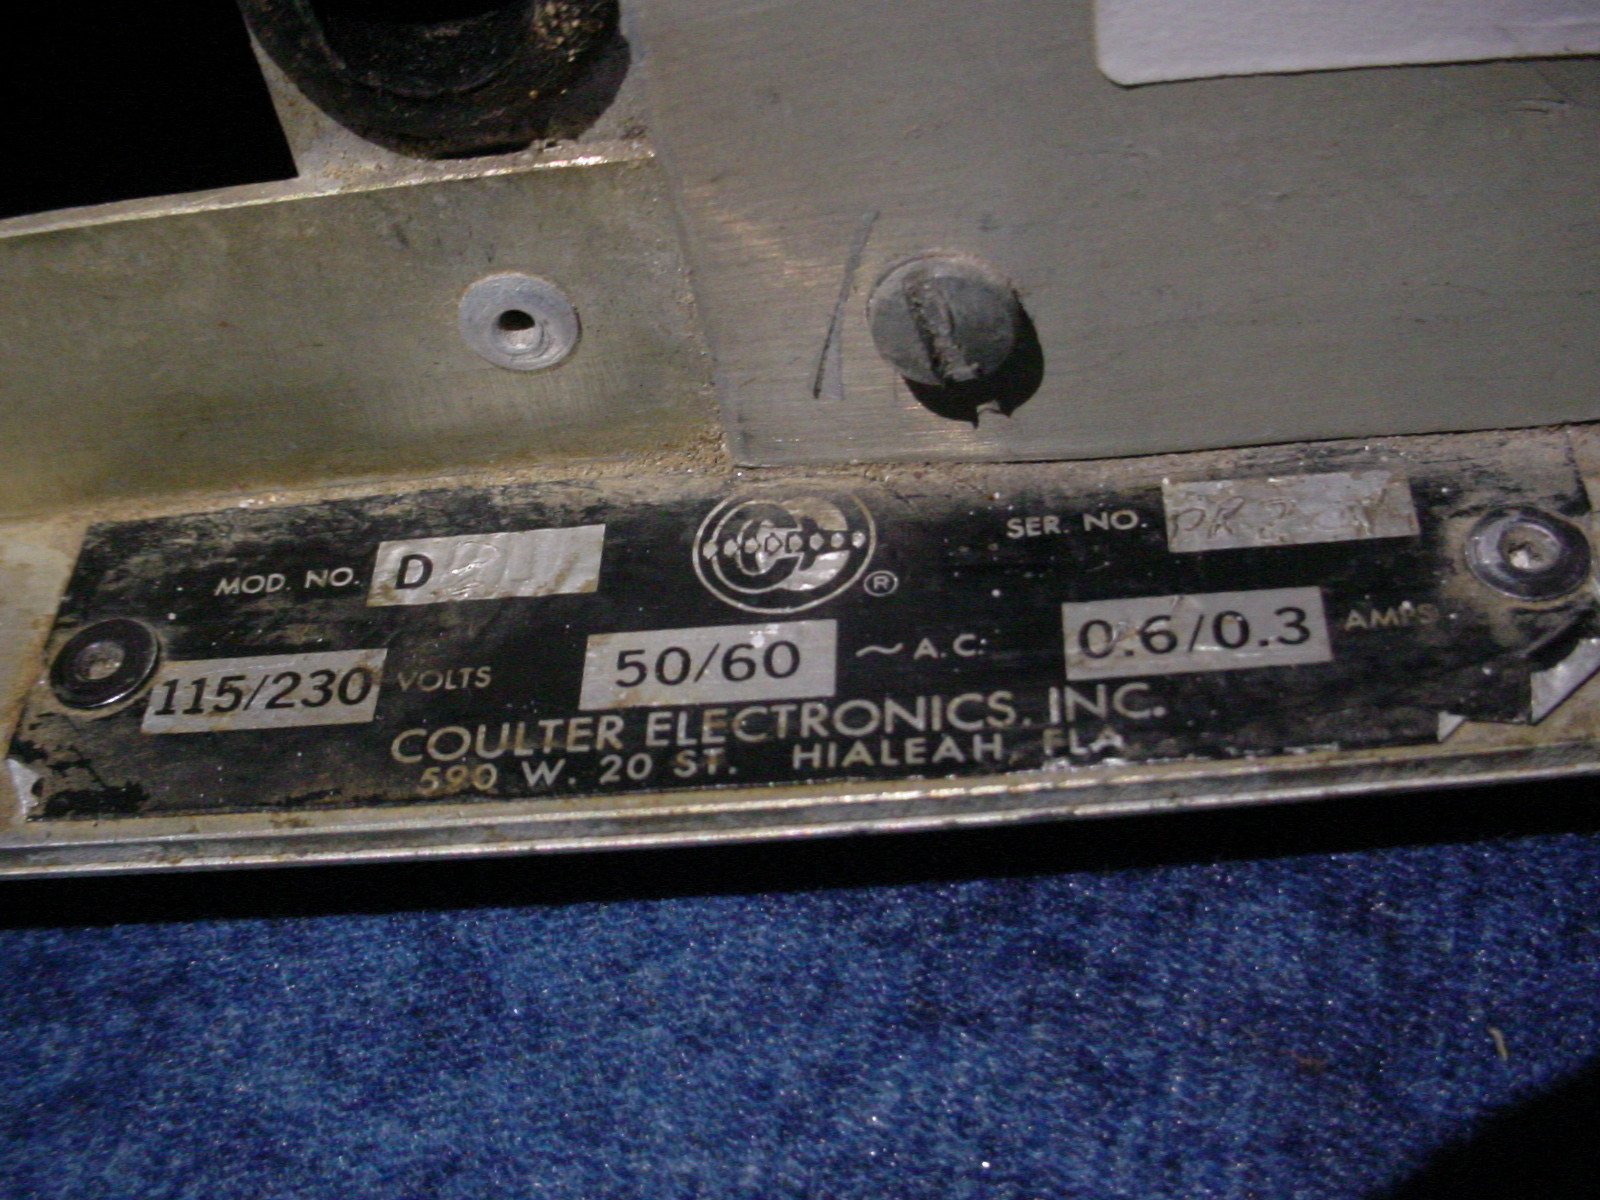 MOD. NO. D
® SER. NO.
115/230 VOLTS 50/60 ~ A.C. 0.6/0.3 AMPS
COULTER ELECTRONICS, INC.
590 W. 20 ST. HIALEAH, FLA.